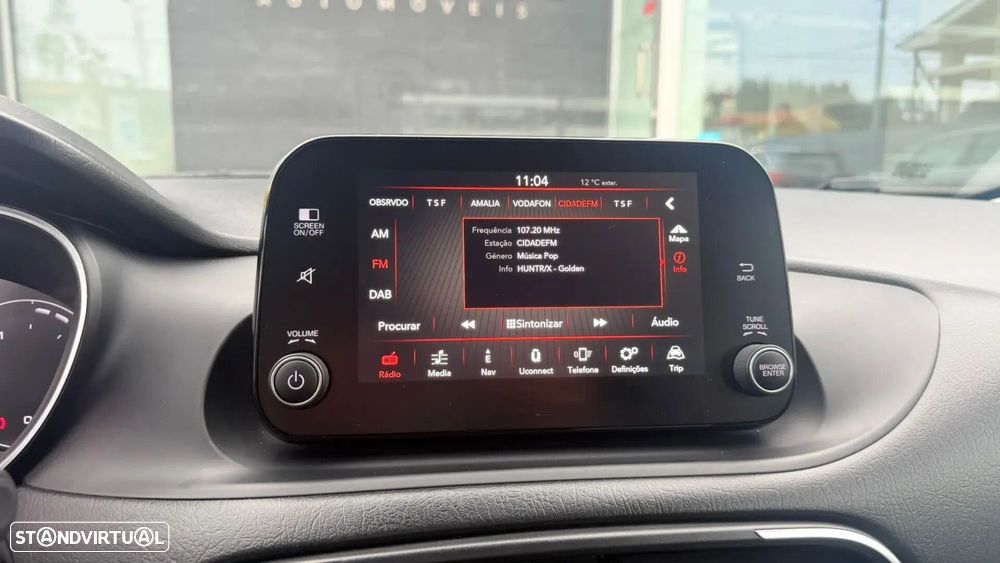 AUTOMÓVEIS
11:04 12 °C exter.
OBSRVDO TSF AMALIA VODAFON CIDADEFM TSF
SCREEN ON/OFF
AM
FM
DAB
Frequência 107.20 MHz
Estação CIDADEFM
Género Música Pop
Info HUNTR/X - Golden
Mapa
Info
BACK
VOLUME
TUNE SCROLL
Procurar Sintonizar Áudio
Rádio Media Nav Uconnect Telefone Definições Trip
E
BROWSE ENTER
STANDVIRTUAL